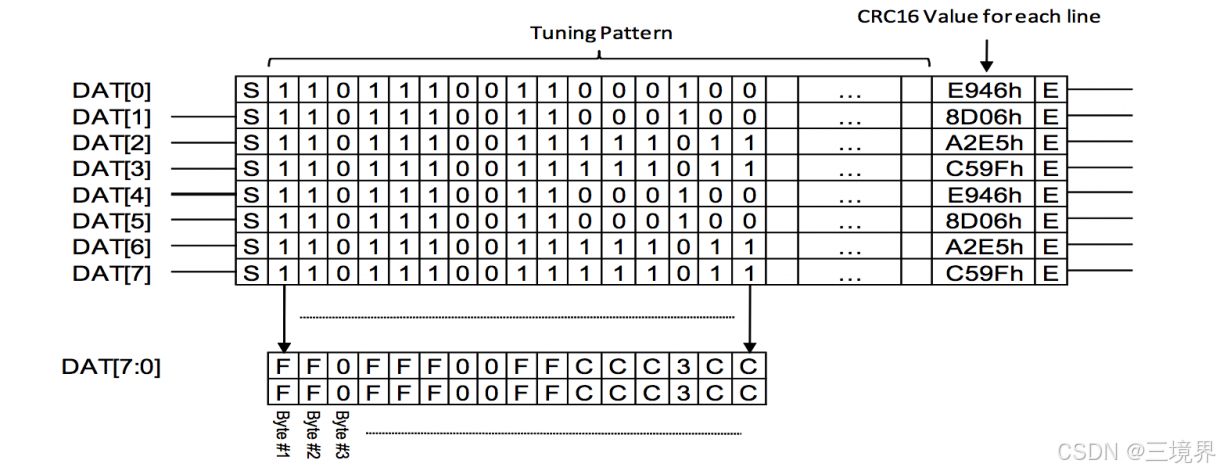 CRC16 Value for each line
Tuning Pattern
DAT[0] S 1 1 0 1 1 1 0 0 1 1 0 0 0 1 0 0 ... E946h E
DAT[1] S 1 1 0 1 1 1 0 0 1 1 0 0 0 1 0 0 ... 8D06h E
DAT[2] S 1 1 0 1 1 1 0 0 1 1 1 1 1 0 1 1 ... A2E5h E
DAT[3] S 1 1 0 1 1 1 0 0 1 1 1 1 1 0 1 1 ... C59Fh E
DAT[4] S 1 1 0 1 1 1 0 0 1 1 0 0 0 1 0 0 ... E946h E
DAT[5] S 1 1 0 1 1 1 0 0 1 1 0 0 0 1 0 0 ... 8D06h E
DAT[6] S 1 1 0 1 1 1 0 0 1 1 1 1 1 0 1 1 ... A2E5h E
DAT[7] S 1 1 0 1 1 1 0 0 1 1 1 1 1 0 1 1 ... C59Fh E
DAT[7:0] F F 0 F F F 0 0 F F C C C 3 C C
F F 0 F F F 0 0 F F C C C 3 C C
Byte #1
Byte #2
Byte #3
CSDN @三境界